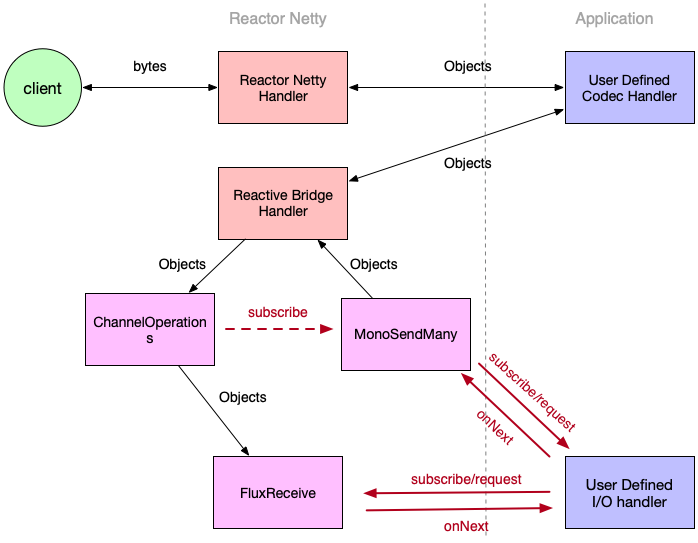 Reactor Netty
Application
client
bytes
Reactor Netty
Handler
Objects
User Defined
Codec Handler
Objects
Reactive Bridge
Handler
Objects
Objects
ChannelOperation
s
subscribe
MonoSendMany
subscribe/request
onNext
Objects
FluxReceive
subscribe/request
onNext
User Defined
I/O handler